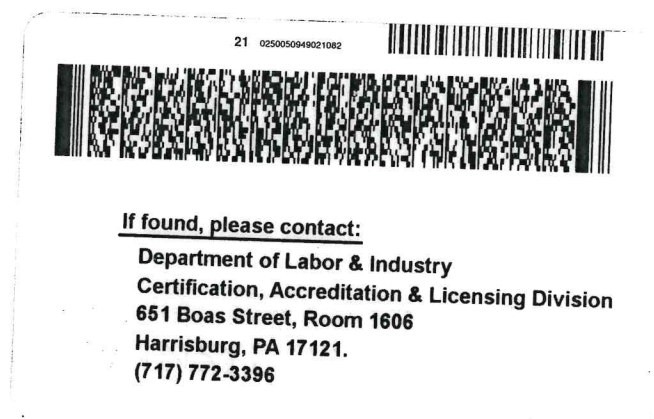 21 0250050949021082
If found, please contact:
Department of Labor & Industry
Certification, Accreditation & Licensing Division
651 Boas Street, Room 1606
Harrisburg, PA 17121.
(717) 772-3396